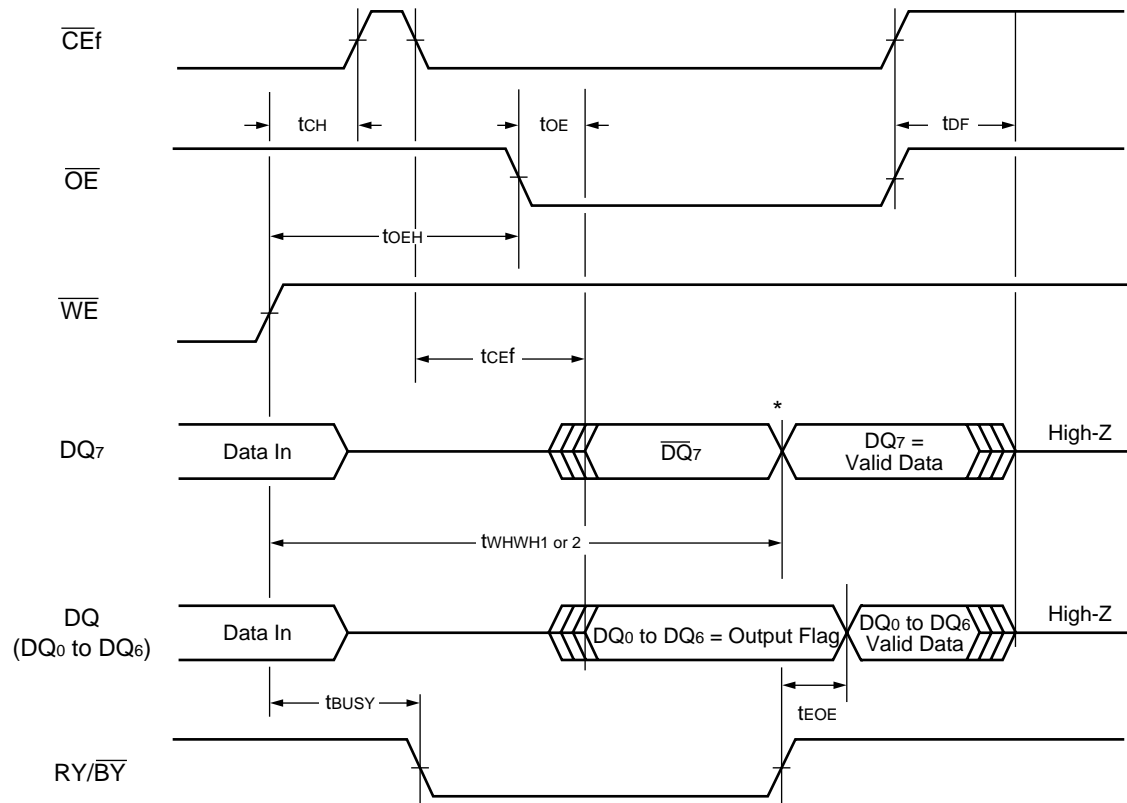 CEf
tCH
tOE
tDF
OE
tOEH
WE
tCEf
*
DQ7
Data In
DQ7
DQ7 =
Valid Data
High-Z
tWHWH1 or 2
DQ
(DQ0 to DQ6)
Data In
DQ0 to DQ6 = Output Flag
DQ0 to DQ6
Valid Data
High-Z
tBUSY
tEOE
RY/BY